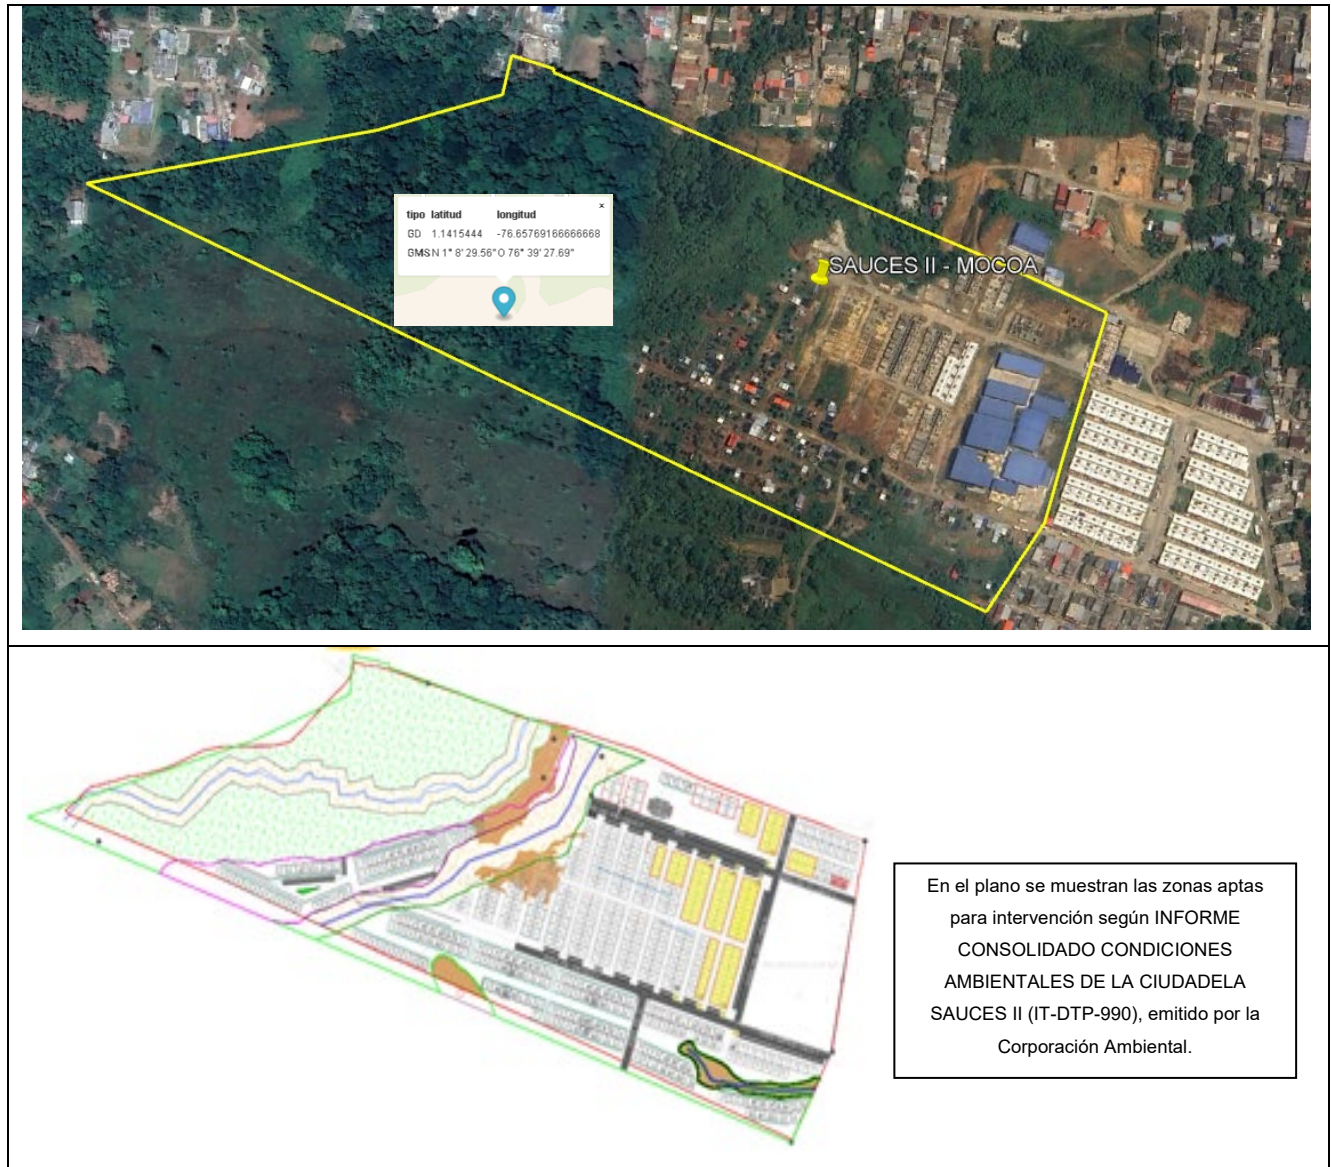 tipo latitud longitud
GD 1.1415444 -76.65769166666668
GMS N 1° 8' 29.56" O 76° 39' 27.69"
SAUCES II - MOCOA
En el plano se muestran las zonas aptas
para intervención según INFORME
CONSOLIDADO CONDICIONES
AMBIENTALES DE LA CIUDADELA
SAUCES II (IT-DTP-990), emitido por la
Corporación Ambiental.